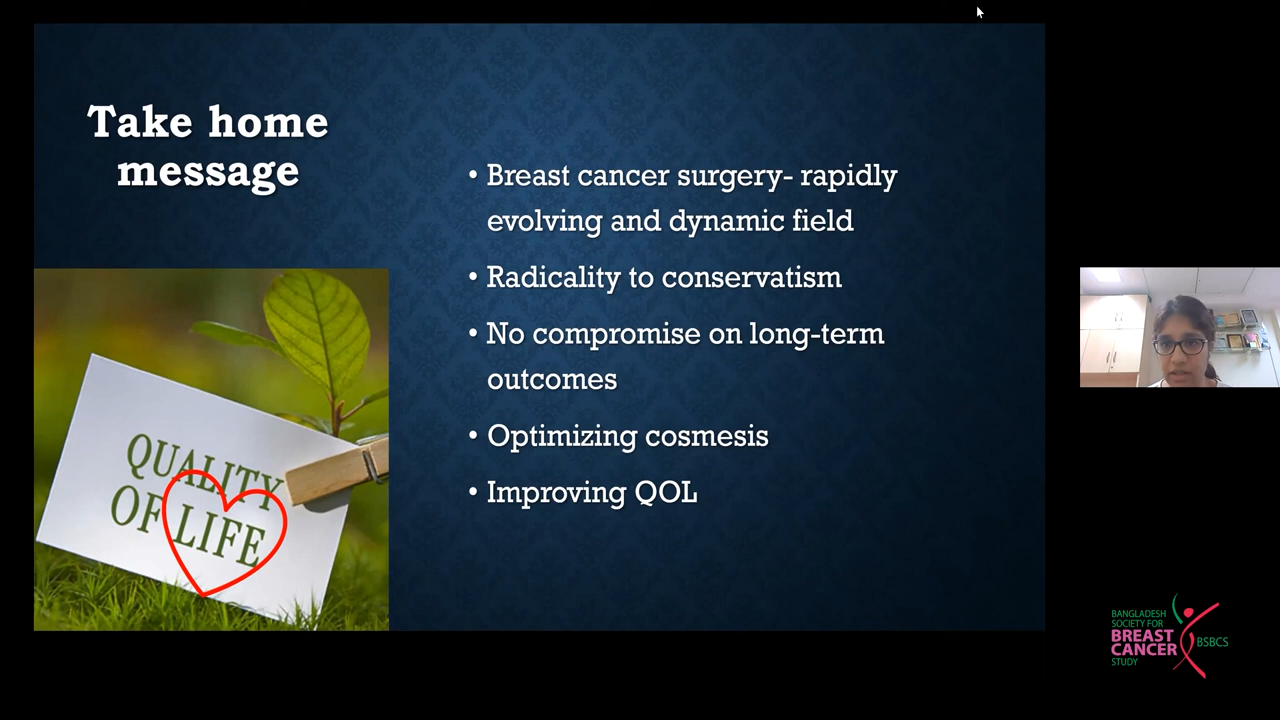 Take home
message
• Breast cancer surgery- rapidly
evolving and dynamic field
• Radicality to conservatism
• No compromise on long-term
outcomes
• Optimizing cosmesis
• Improving QOL
QUALITY
OF LIFE
BANGLADESH
SOCIETY FOR
BREAST
CANCER
STUDY
BSBCS